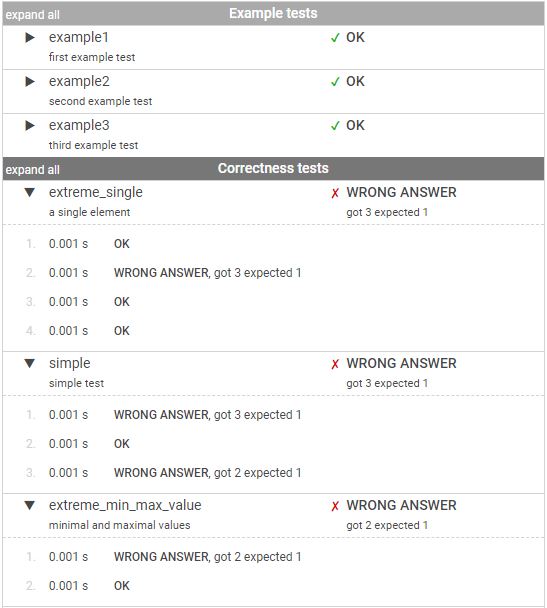 expand all Example tests
▶ example1 ✓ OK
first example test
▶ example2 ✓ OK
second example test
▶ example3 ✓ OK
third example test
expand all Correctness tests
▼ extreme_single ✗ WRONG ANSWER
a single element got 3 expected 1
1. 0.001 s OK
2. 0.001 s WRONG ANSWER, got 3 expected 1
3. 0.001 s OK
4. 0.001 s OK
▼ simple ✗ WRONG ANSWER
simple test got 3 expected 1
1. 0.001 s WRONG ANSWER, got 3 expected 1
2. 0.001 s OK
3. 0.001 s WRONG ANSWER, got 2 expected 1
▼ extreme_min_max_value ✗ WRONG ANSWER
minimal and maximal values got 2 expected 1
1. 0.001 s WRONG ANSWER, got 2 expected 1
2. 0.001 s OK